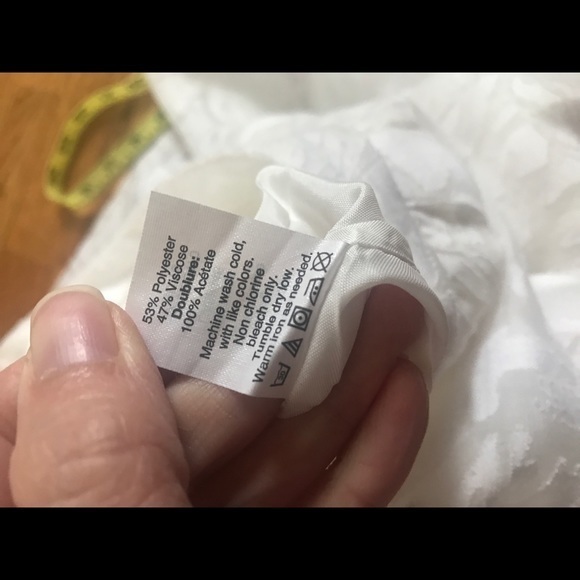 53% Polyester
47% Viscose
Doublure:
100% Acétate
Machine wash cold,
with like colors.
Non chlorine
bleach only.
Tumble dry low.
Warm iron as needed.